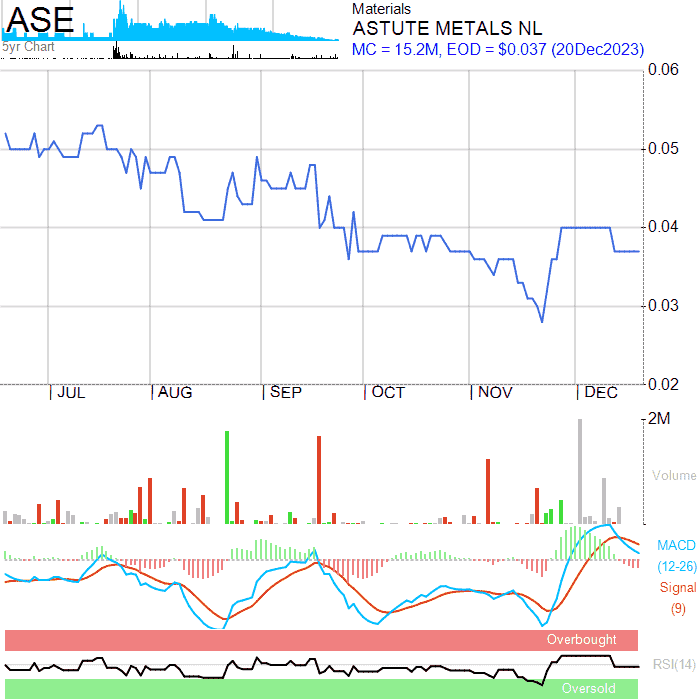 ASE
5yr Chart
Materials
ASTUTE METALS NL
MC = 15.2M, EOD = $0.037 (20Dec2023)
0.06
0.05
0.04
0.03
0.02
JUL AUG SEP OCT NOV DEC
2M
Volume
MACD
(12-26)
Signal
(9)
Overbought
RSI(14)
Oversold